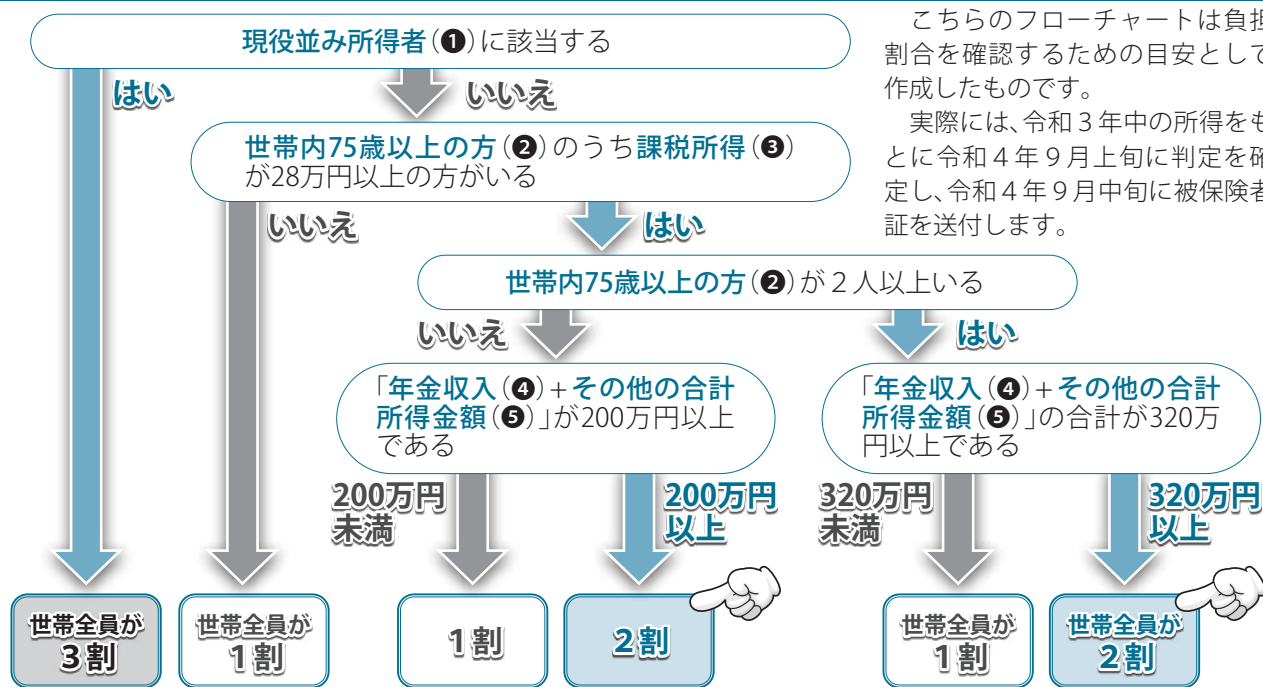 現役並み所得者(❶)に該当する
はい
いいえ
世帯内75歳以上の方(❷)のうち課税所得(❸)
が28万円以上の方がいる
いいえ
はい
世帯内75歳以上の方(❷)が２人以上いる
いいえ
はい
「年金収入(❹)+その他の合計
所得金額(❺)」が200万円以上
である
「年金収入(❹)+その他の合計
所得金額(❺)」の合計が320万
円以上である
200万円
未満
200万円
以上
320万円
未満
320万円
以上
世帯全員が
３割
世帯全員が
１割
１割
２割
世帯全員が
１割
世帯全員が
２割
こちらのフローチャートは負担
割合を確認するための目安として
作成したものです。
実際には、令和３年中の所得をも
とに令和４年９月上旬に判定を確
定し、令和４年９月中旬に被保険者
証を送付します。